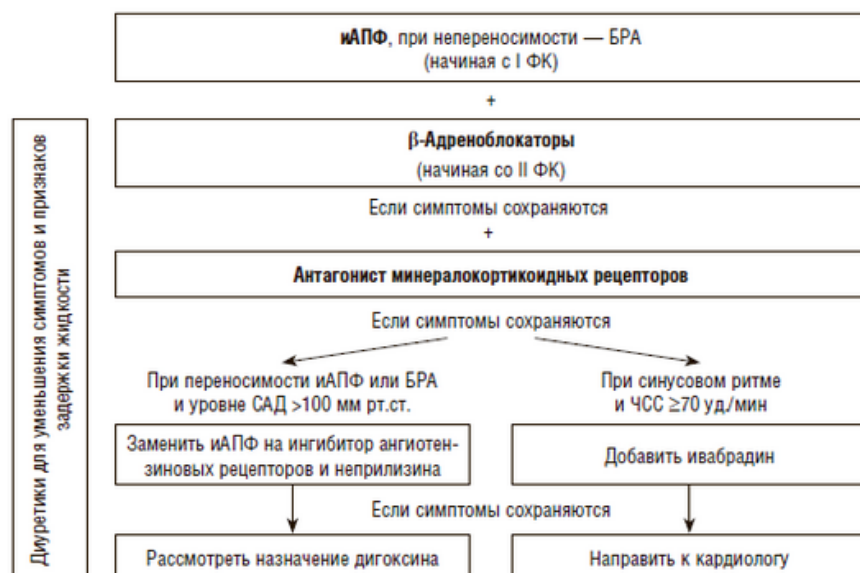 иАПФ, при непереносимости — БРА
(начиная с I ФК)
+
β-Адреноблокаторы
(начиная со II ФК)
Если симптомы сохраняются
+
Антагонист минералокортикоидных рецепторов
Если симптомы сохраняются
При переносимости иАПФ или БРА
и уровне САД >100 мм рт.ст.
При синусовом ритме
и ЧСС ≥70 уд./мин
Заменить иАПФ на ингибитор ангиотен-
зиновых рецепторов и неприлизина
Добавить ивабрадин
Если симптомы сохраняются
Рассмотреть назначение дигоксина
Направить к кардиологу
Диуретики для уменьшения симптомов и признаков
задержки жидкости